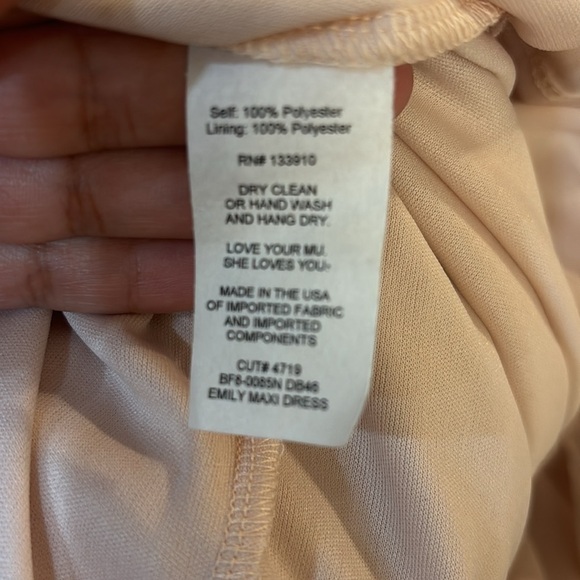 Self: 100% Polyester
Lining: 100% Polyester
RN# 133910
DRY CLEAN
OR HAND WASH
AND HANG DRY.
LOVE YOUR MU.
SHE LOVES YOU-
MADE IN THE USA
OF IMPORTED FABRIC
AND IMPORTED
COMPONENTS
CUT# 4719
BF6-0085N DB46
EMILY MAXI DRESS